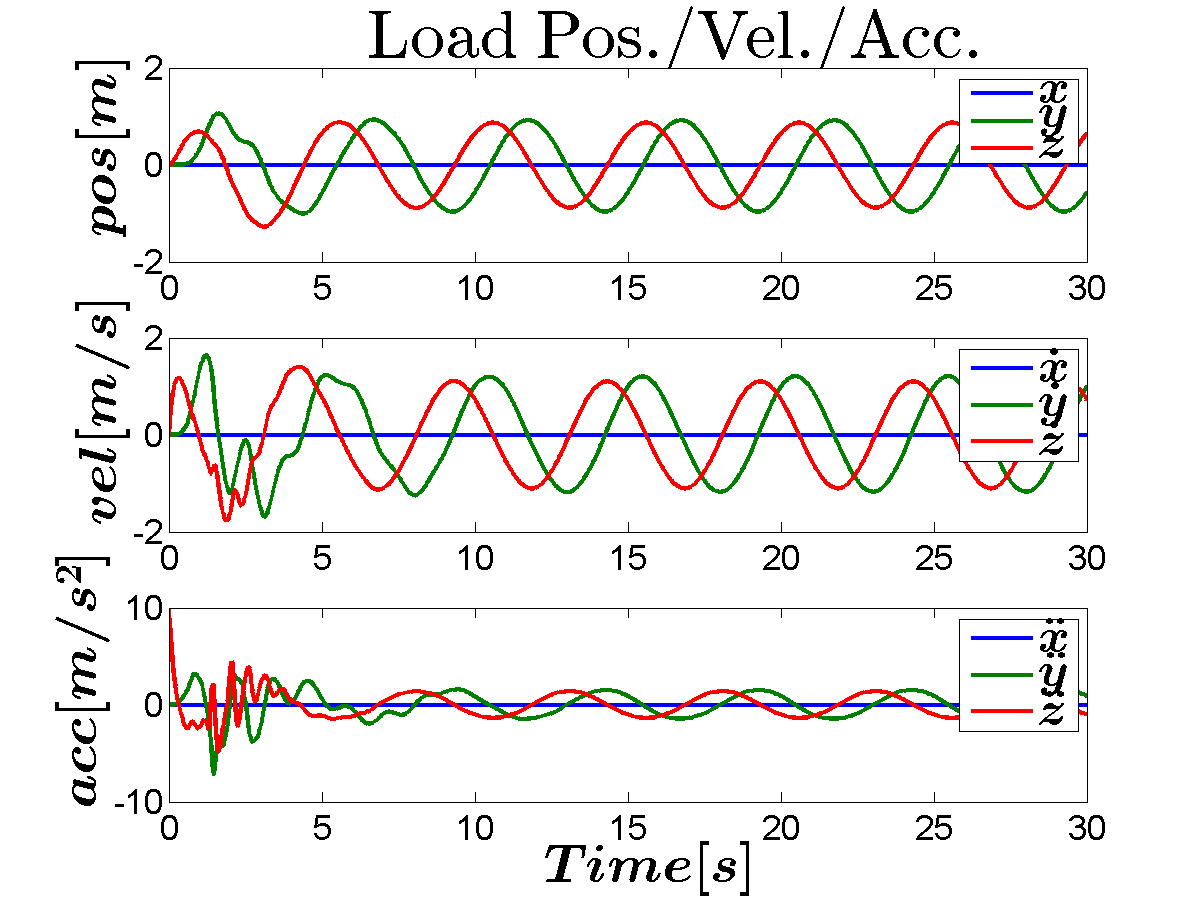 Load Pos./Vel./Acc.
pos[m]
2
0
-2
x
y
z
0 5 10 15 20 25 30
vel[m/s]
2
0
-2
ẋ
ẏ
ż
0 5 10 15 20 25 30
acc[m/s²]
10
0
-10
ẍ
ÿ
z̈
0 5 10 15 20 25 30
Time[s]